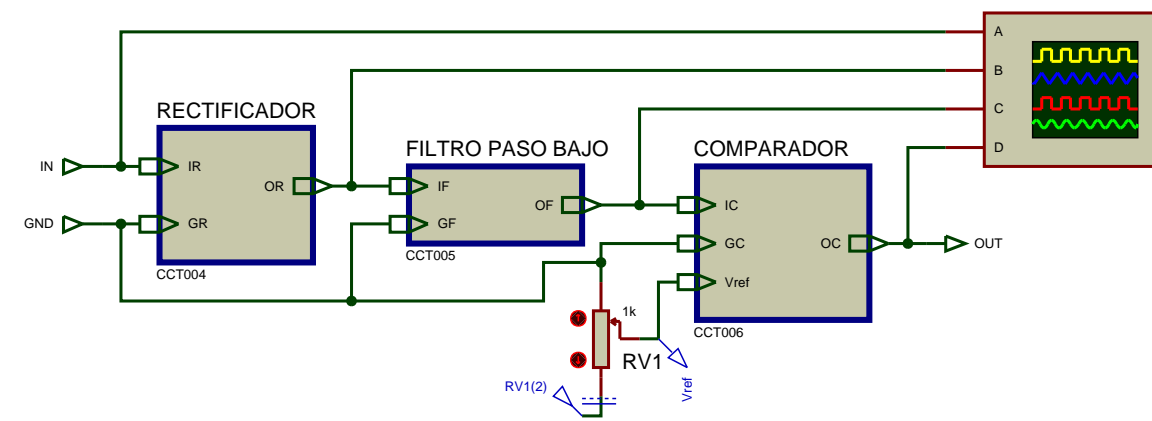 A
B
C
D
RECTIFICADOR
IN
IR
OR
GND
GR
CCT004
FILTRO PASO BAJO
IF
OF
GF
CCT005
COMPARADOR
IC
GC
OC
OUT
Vref
CCT006
1k
RV1
RV1(2)
Vref